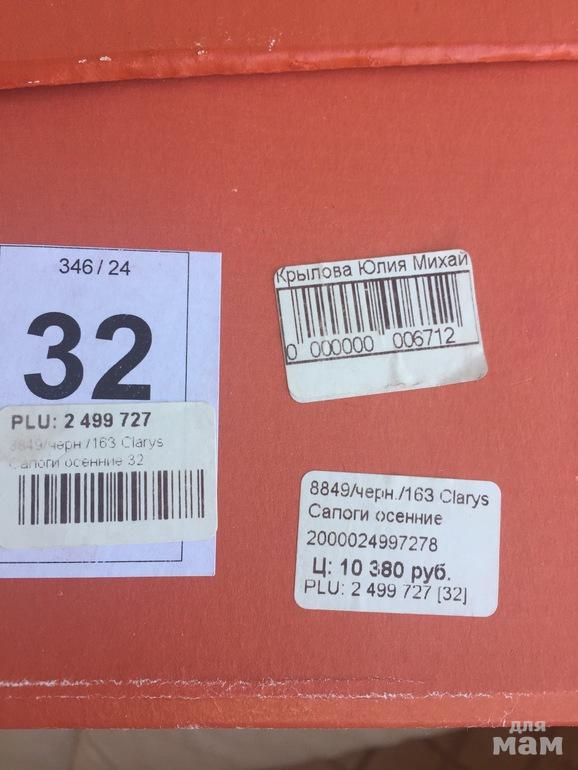 346 / 24
32
PLU: 2 499 727
8849/черн./163 Clarys
Сапоги осенние 32
Крылова Юлия Михай
0 000000 006712
8849/черн./163 Clarys
Сапоги осенние
2000024997278
Ц: 10 380 руб.
PLU: 2 499 727 [32]
для
мам